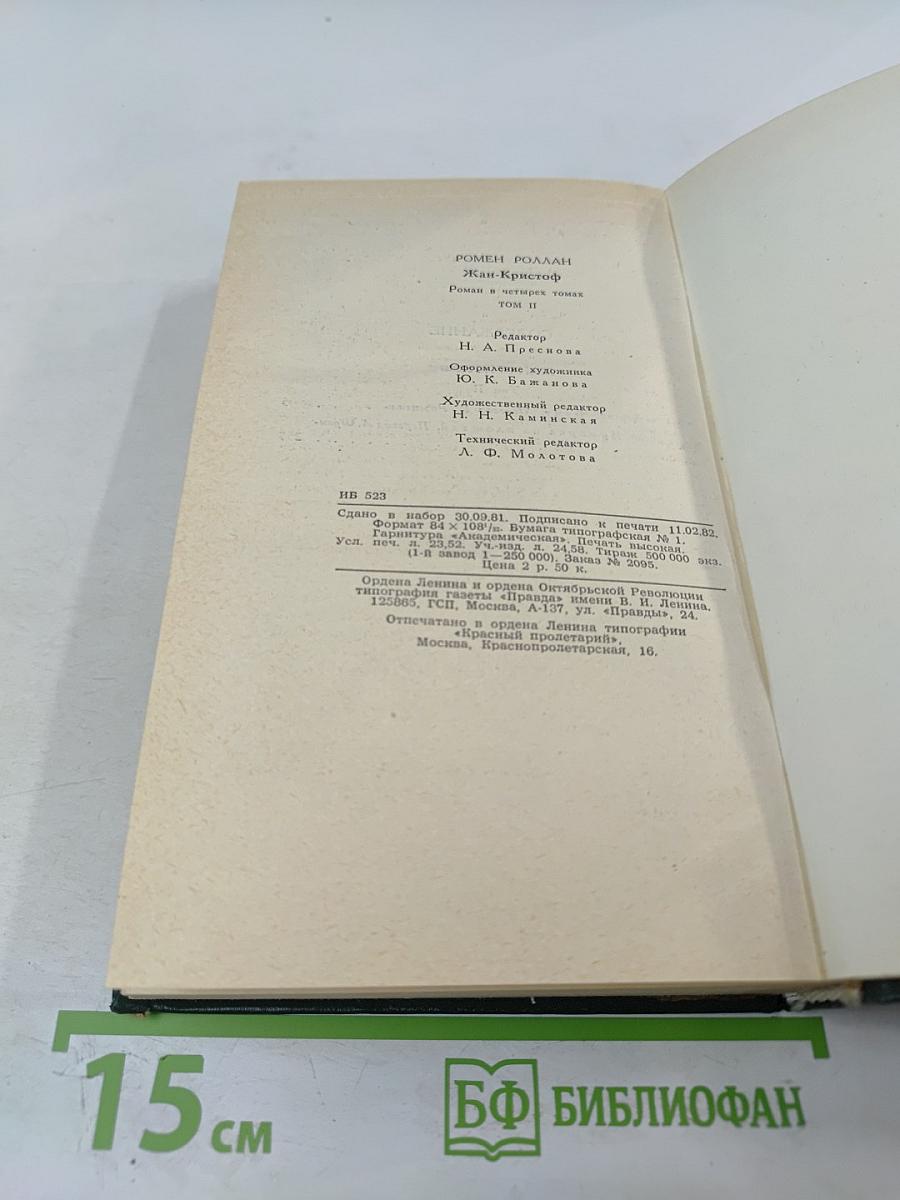 РОМЕН РОЛЛАН
Жан-Кристоф
Роман в четырех томах
ТОМ II
Редактор
Н. А. Преснова
Оформление художника
Ю. К. Бажанова
Художественный редактор
Н. Н. Каминская
Технический редактор
Л. Ф. Молотова
ИБ 523
Сдано в набор 30.09.81. Подписано к печати 11.02.82.
Формат 84 × 108¹/₃₂. Бумага типографская № 1.
Гарнитура «Академическая». Печать высокая.
Усл. печ. л. 23,52. Уч.-изд. л. 24,58. Тираж 500 000 экз.
(1-й завод 1—250 000). Заказ № 2095.
Цена 2 р. 50 к.
Ордена Ленина и ордена Октябрьской Революции
типография газеты «Правда» имени В. И. Ленина.
125865, ГСП, Москва, А-137, ул. «Правды», 24.
Отпечатано в ордена Ленина типографии
«Красный пролетарий».
Москва, Краснопролетарская, 16.
15 см
БФ БИБЛИОФАН